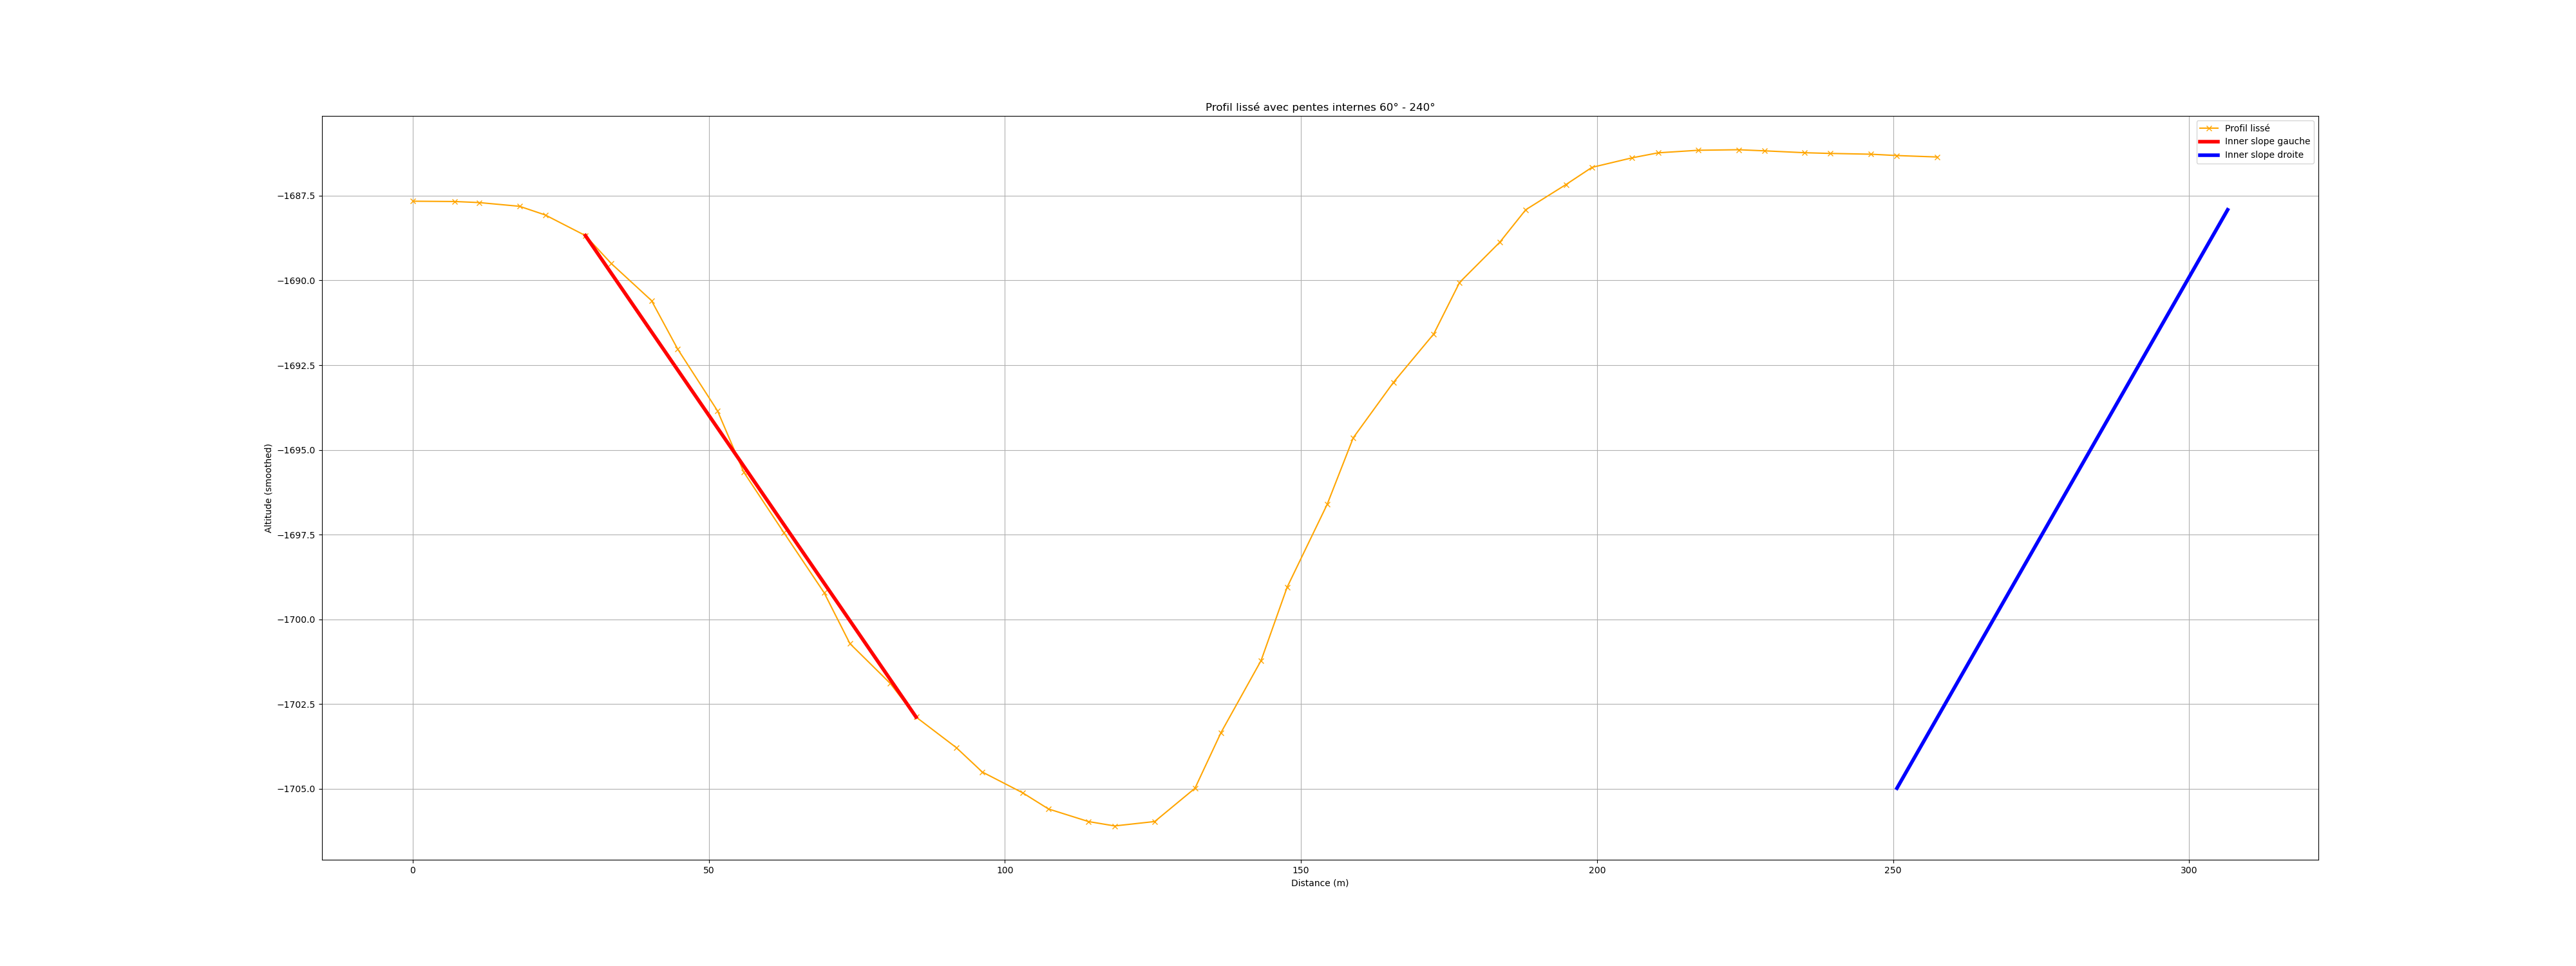 Profil lissé avec pentes internes 60° - 240°
Profil lissé
Inner slope gauche
Inner slope droite
−1687.5
−1690.0
−1692.5
−1695.0
−1697.5
−1700.0
−1702.5
−1705.0
Altitude (smoothed)
0
50
100
150
200
250
300
Distance (m)